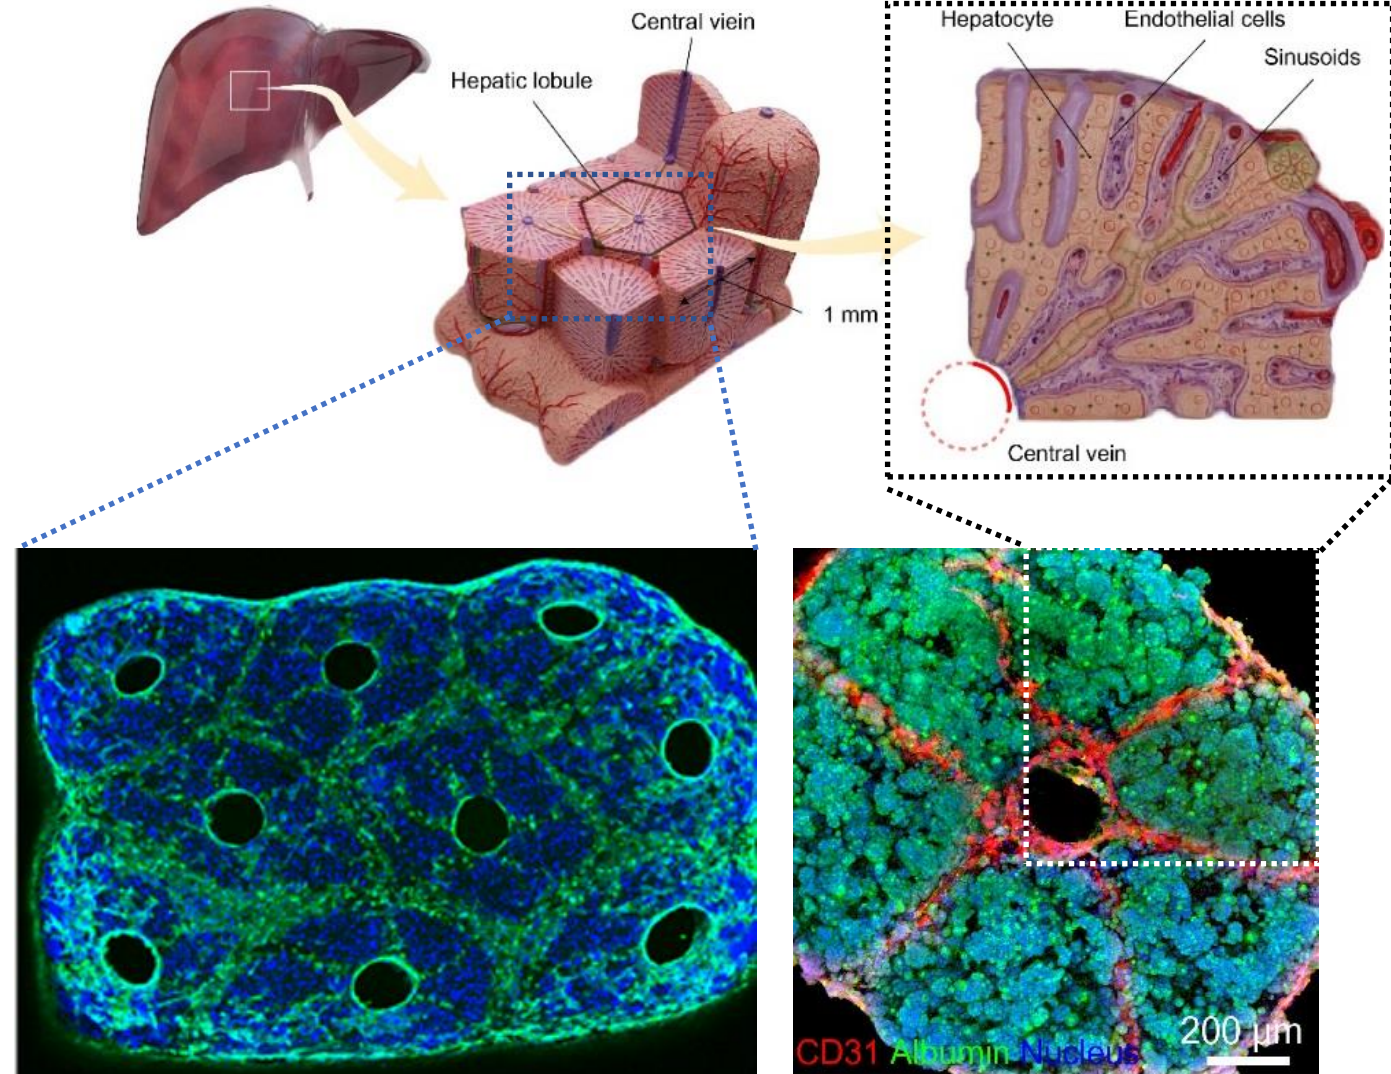 Central viein
Hepatic lobule
1 mm
Hepatocyte
Endothelial cells
Sinusoids
Central vein
200 µm
CD31 Albumin Nucleus